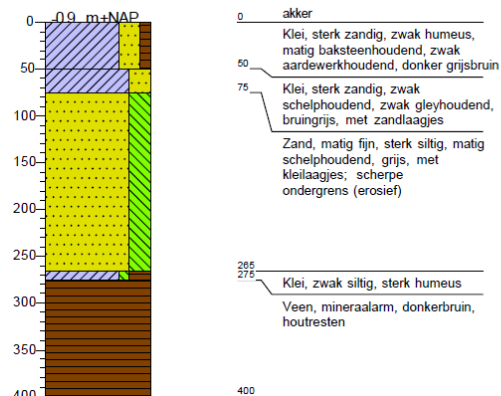 -0.9 m+NAP
0
50
100
150
200
250
300
350
400
0 akker
Klei, sterk zandig, zwak humeus,
matig baksteenhoudend, zwak
aardewerkhoudend, donker grijsbruin
50
Klei, sterk zandig, zwak
schelphoudend, zwak gleyhoudend,
bruingrijs, met zandlaagjes
75
Zand, matig fijn, sterk siltig, matig
schelphoudend, grijs, met
kleilaagjes; scherpe
ondergrens (erosief)
265
275
Klei, zwak siltig, sterk humeus
Veen, mineraalarm, donkerbruin,
houtresten
400